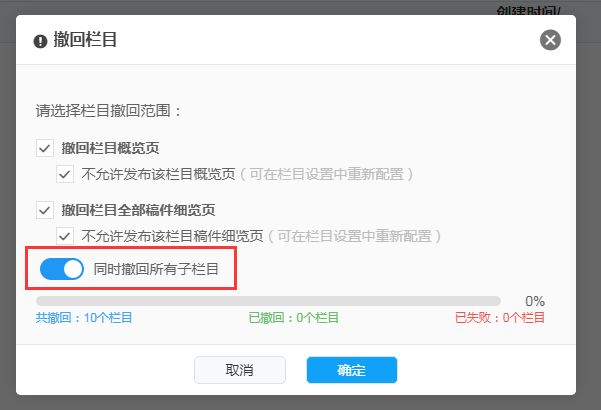 创建时间/
撤回栏目
请选择栏目撤回范围：
撤回栏目概览页
不允许发布该栏目概览页（可在栏目设置中重新配置）
撤回栏目全部稿件细览页
不允许发布该栏目稿件细览页（可在栏目设置中重新配置）
同时撤回所有子栏目
0%
共撤回：10个栏目 已撤回：0个栏目 已失败：0个栏目
取消 确定